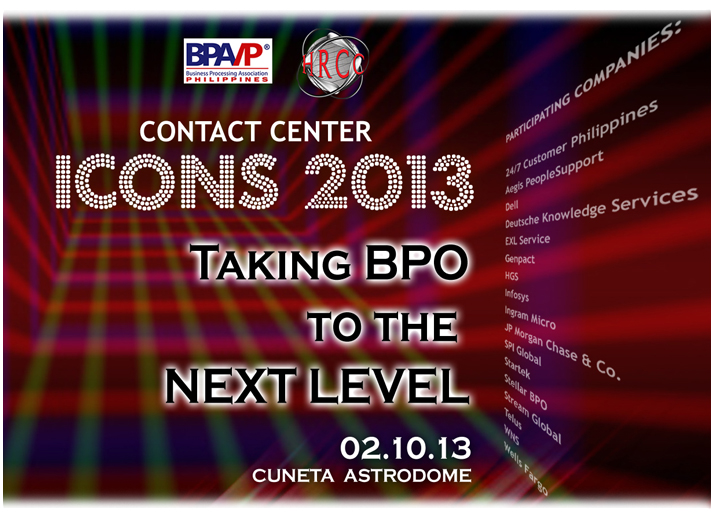 BPA/P®
Business Processing Association
PHILIPPINES
HRCC
CONTACT CENTER
ICONS 2013
TAKING BPO
TO THE
NEXT LEVEL
02.10.13
CUNETA ASTRODOME
PARTICIPATING COMPANIES:
24/7 Customer Philippines
Aegis PeopleSupport
Dell
Deutsche Knowledge Services
EXL Service
Genpact
HGS
Infosys
Ingram Micro
JP Morgan Chase & Co.
SPI Global
Startek
Stellar BPO
Stream Global
Telus
WNS
Wells Fargo